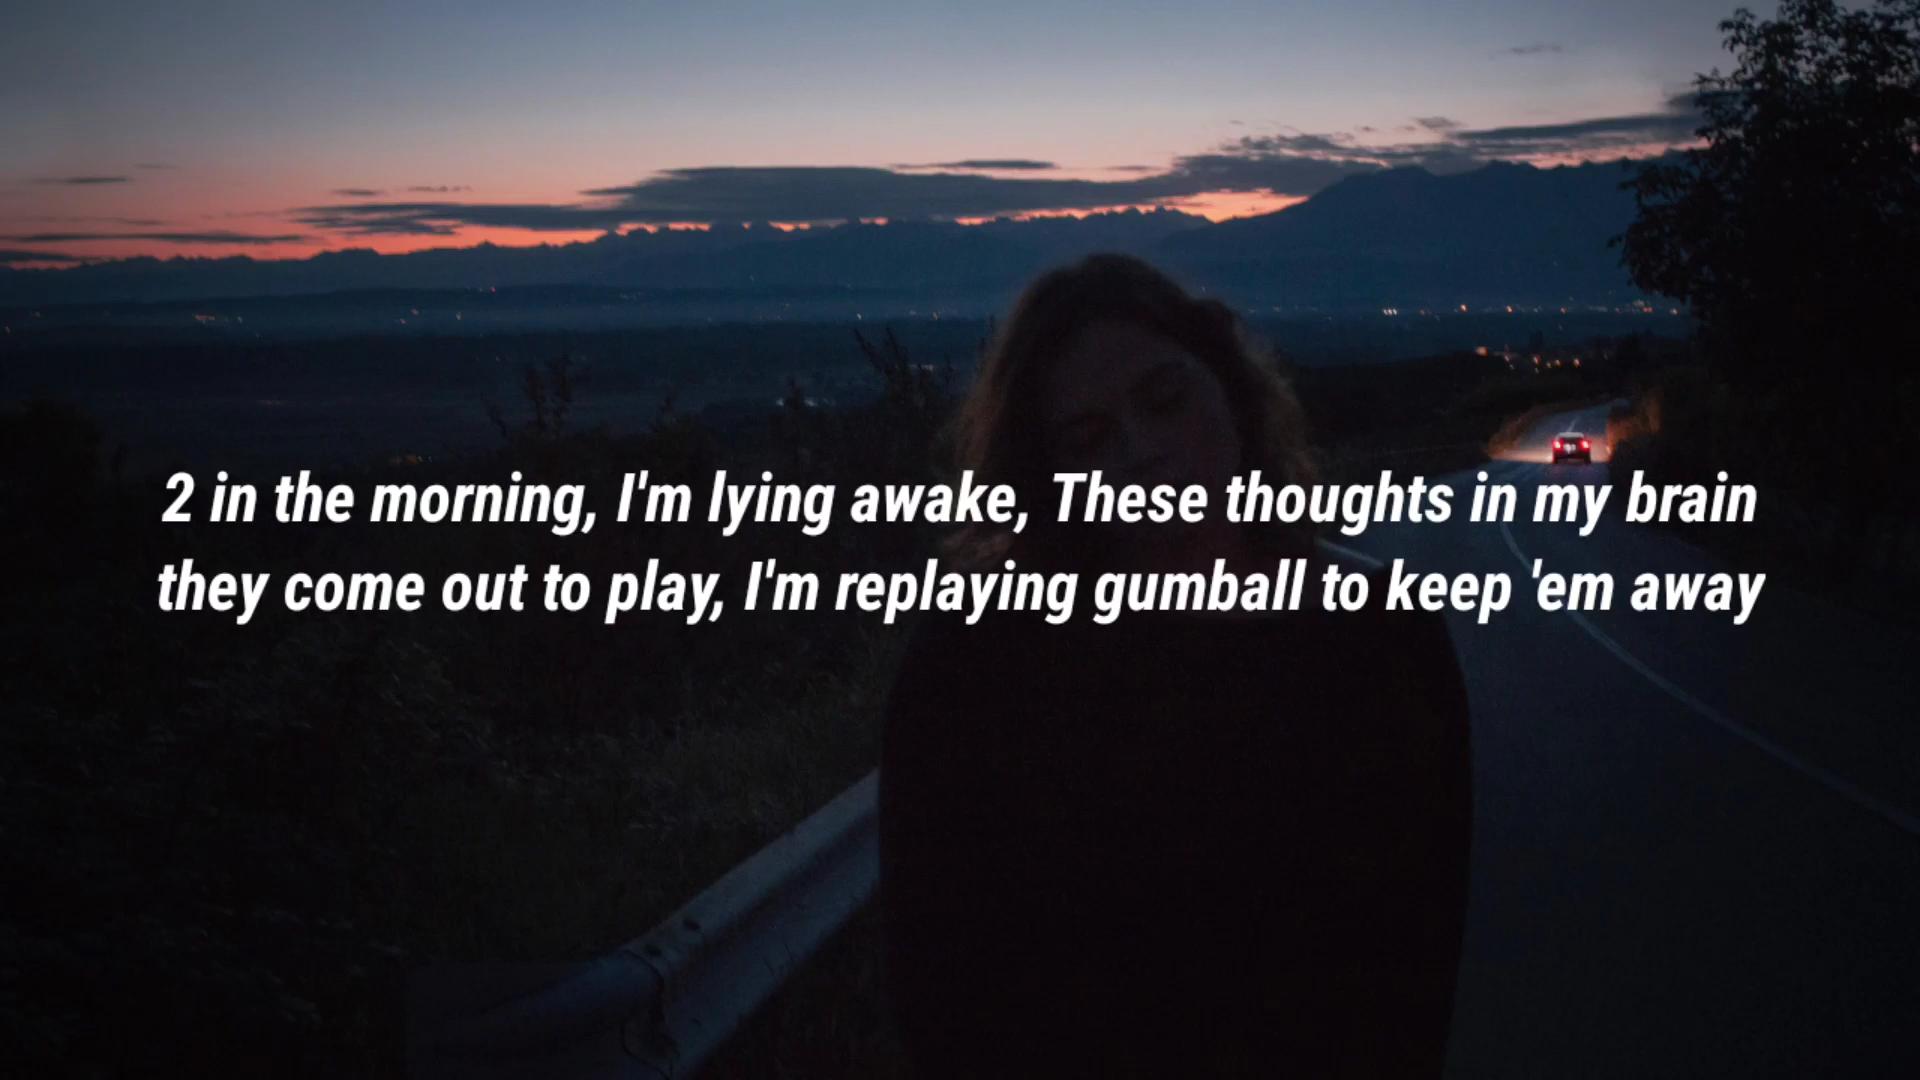 2 in the morning, I'm lying awake, These thoughts in my brain
they come out to play, I'm replaying gumball to keep 'em away